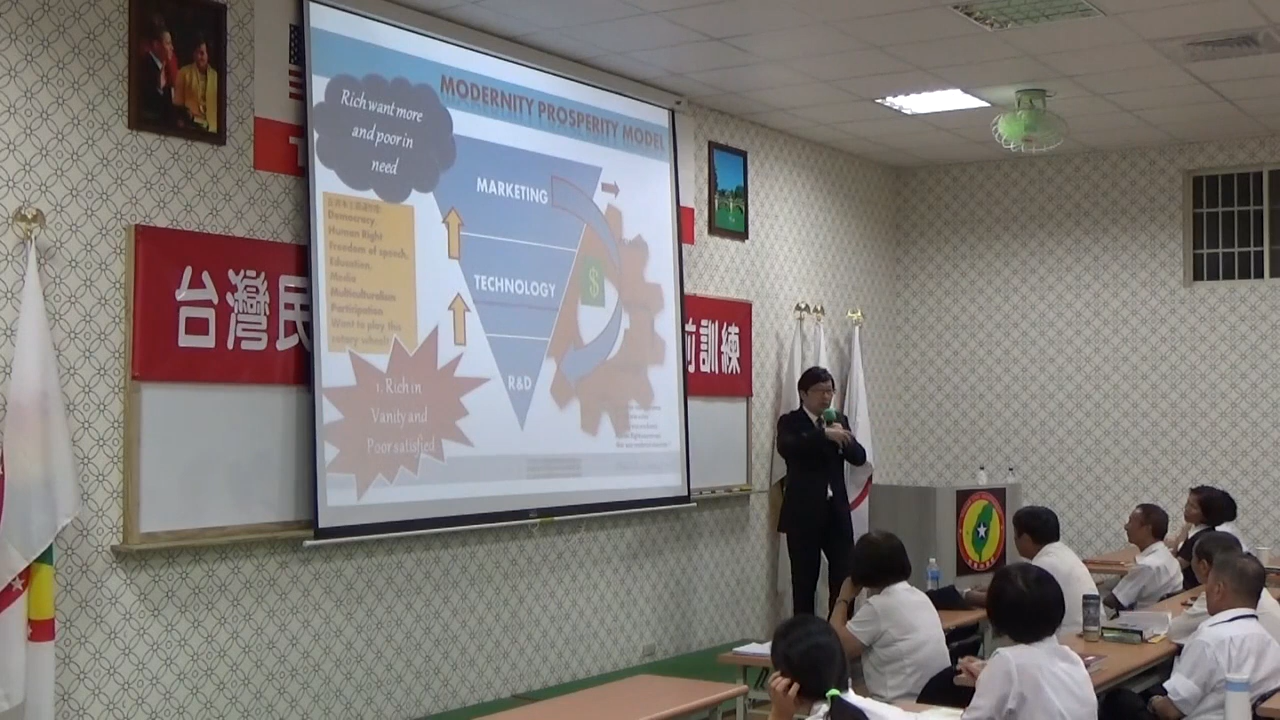 MODERNITY PROSPERITY MODEL
Rich want more
and poor in
need
MARKETING
Democracy
Human Right
Freedom of speech,
Education,
Media
Multiculturalism
Participation
Want to play the
TECHNOLOGY
$
R&D
1. Rich in
Vanity and
Poor satisfied
台灣民
前訓練